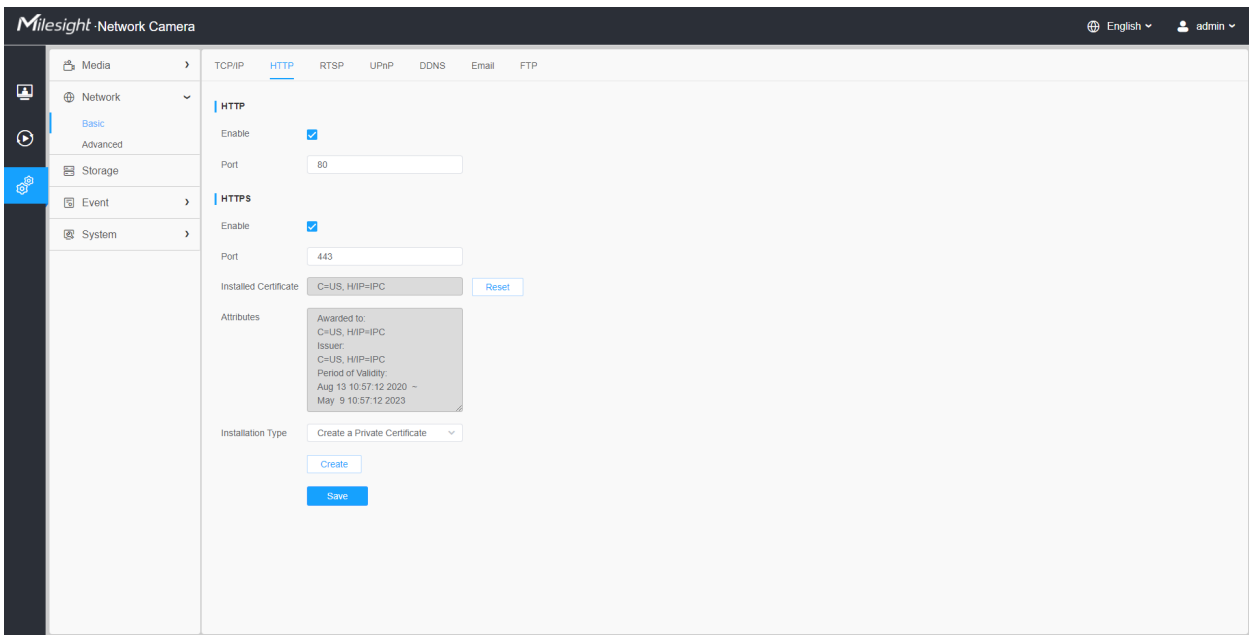 Milesight · Network Camera
English
admin
Media
Network
Basic
Advanced
Storage
Event
System
TCP/IP HTTP RTSP UPnP DDNS Email FTP
HTTP
Enable
Port 80
HTTPS
Enable
Port 443
Installed Certificate C=US, H/IP=IPC Reset
Attributes
Awarded to:
C=US, H/IP=IPC
Issuer:
C=US, H/IP=IPC
Period of Validity:
Aug 13 10:57:12 2020 ~
May 9 10:57:12 2023
Installation Type Create a Private Certificate
Create
Save